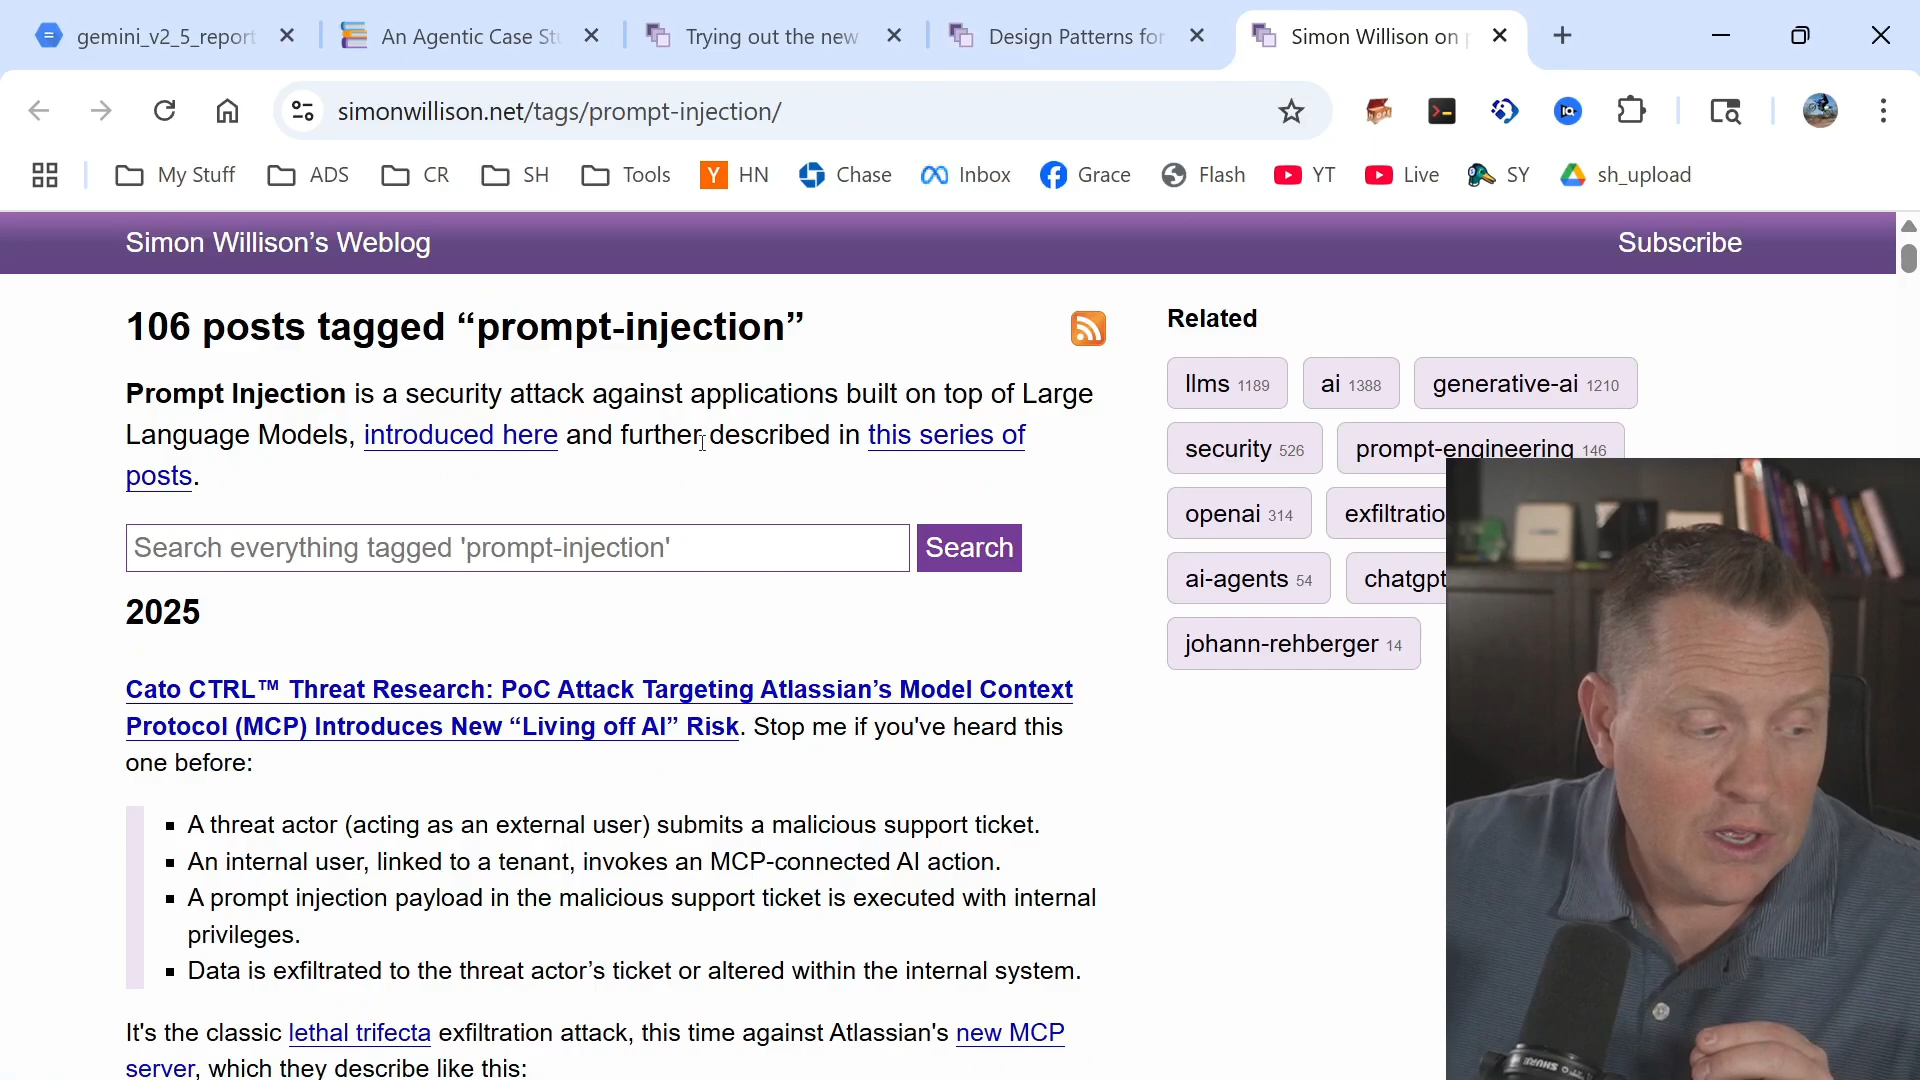 gemini_v2_5_report
An Agentic Case Stu
Trying out the new
Design Patterns for
Simon Willison on p
simonwillison.net/tags/prompt-injection/
My Stuff
ADS
CR
SH
Tools
HN
Chase
Inbox
Grace
Flash
YT
Live
SY
sh_upload
Simon Willison’s Weblog
Subscribe
106 posts tagged “prompt-injection”
Prompt Injection is a security attack against applications built on top of Large
Language Models, introduced here and further described in this series of
posts.
Search everything tagged 'prompt-injection'
Search
2025
Cato CTRL™ Threat Research: PoC Attack Targeting Atlassian’s Model Context
Protocol (MCP) Introduces New “Living off AI” Risk. Stop me if you've heard this
one before:
A threat actor (acting as an external user) submits a malicious support ticket.
An internal user, linked to a tenant, invokes an MCP-connected AI action.
A prompt injection payload in the malicious support ticket is executed with internal
privileges.
Data is exfiltrated to the threat actor’s ticket or altered within the internal system.
It's the classic lethal trifecta exfiltration attack, this time against Atlassian's new MCP
server, which they describe like this:
Related
llms 1189
ai 1388
generative-ai 1210
security 526
prompt-engineering 146
openai 314
exfiltratio
ai-agents 54
chatgpt
johann-rehberger 14
SHURE